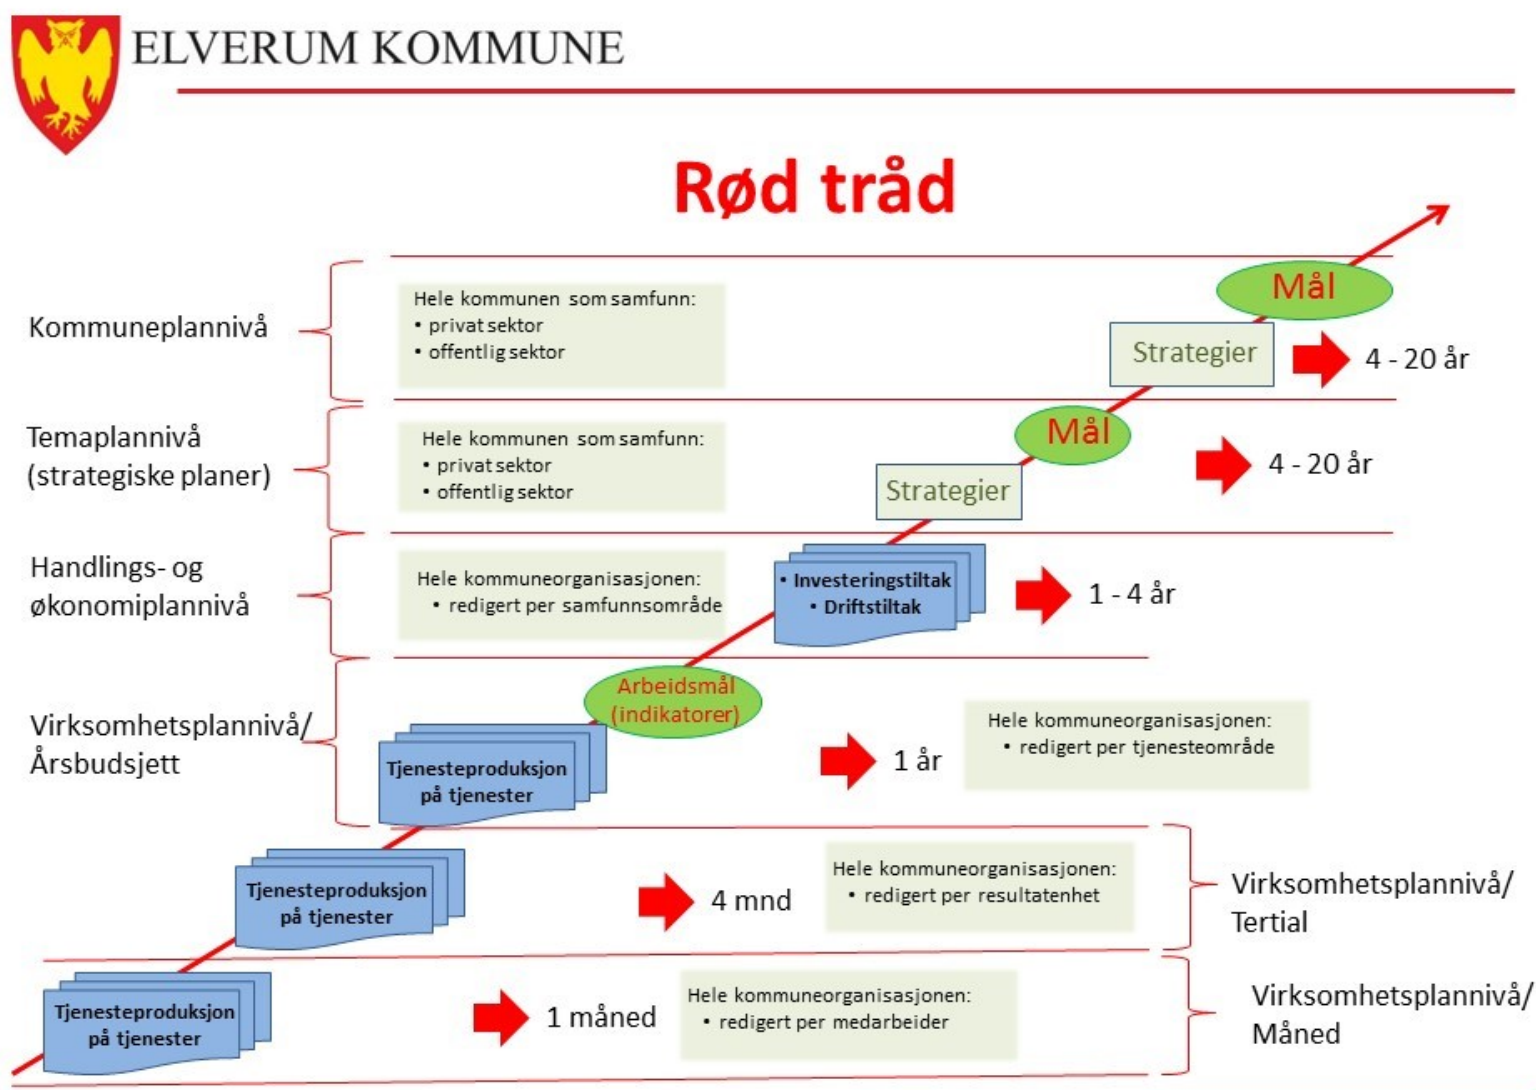 ELVERUM KOMMUNE
Rød tråd
Kommuneplannivå
Hele kommunen som samfunn:
• privat sektor
• offentlig sektor
Mål
Strategier
4 - 20 år
Temaplannivå
(strategiske planer)
Hele kommunen som samfunn:
• privat sektor
• offentlig sektor
Mål
Strategier
4 - 20 år
Handlings- og
økonomiplannivå
Hele kommuneorganisasjonen:
• redigert per samfunnsområde
• Investeringstiltak
• Driftstiltak
1 - 4 år
Virksomhetsplannivå/
Årsbudsjett
Arbeidsmål
(indikatorer)
Tjenesteproduksjon
på tjenester
1 år
Hele kommuneorganisasjonen:
• redigert per tjenesteområde
Tjenesteproduksjon
på tjenester
4 mnd
Hele kommuneorganisasjonen:
• redigert per resultatenhet
Virksomhetsplannivå/
Tertial
Tjenesteproduksjon
på tjenester
1 måned
Hele kommuneorganisasjonen:
• redigert per medarbeider
Virksomhetsplannivå/
Måned